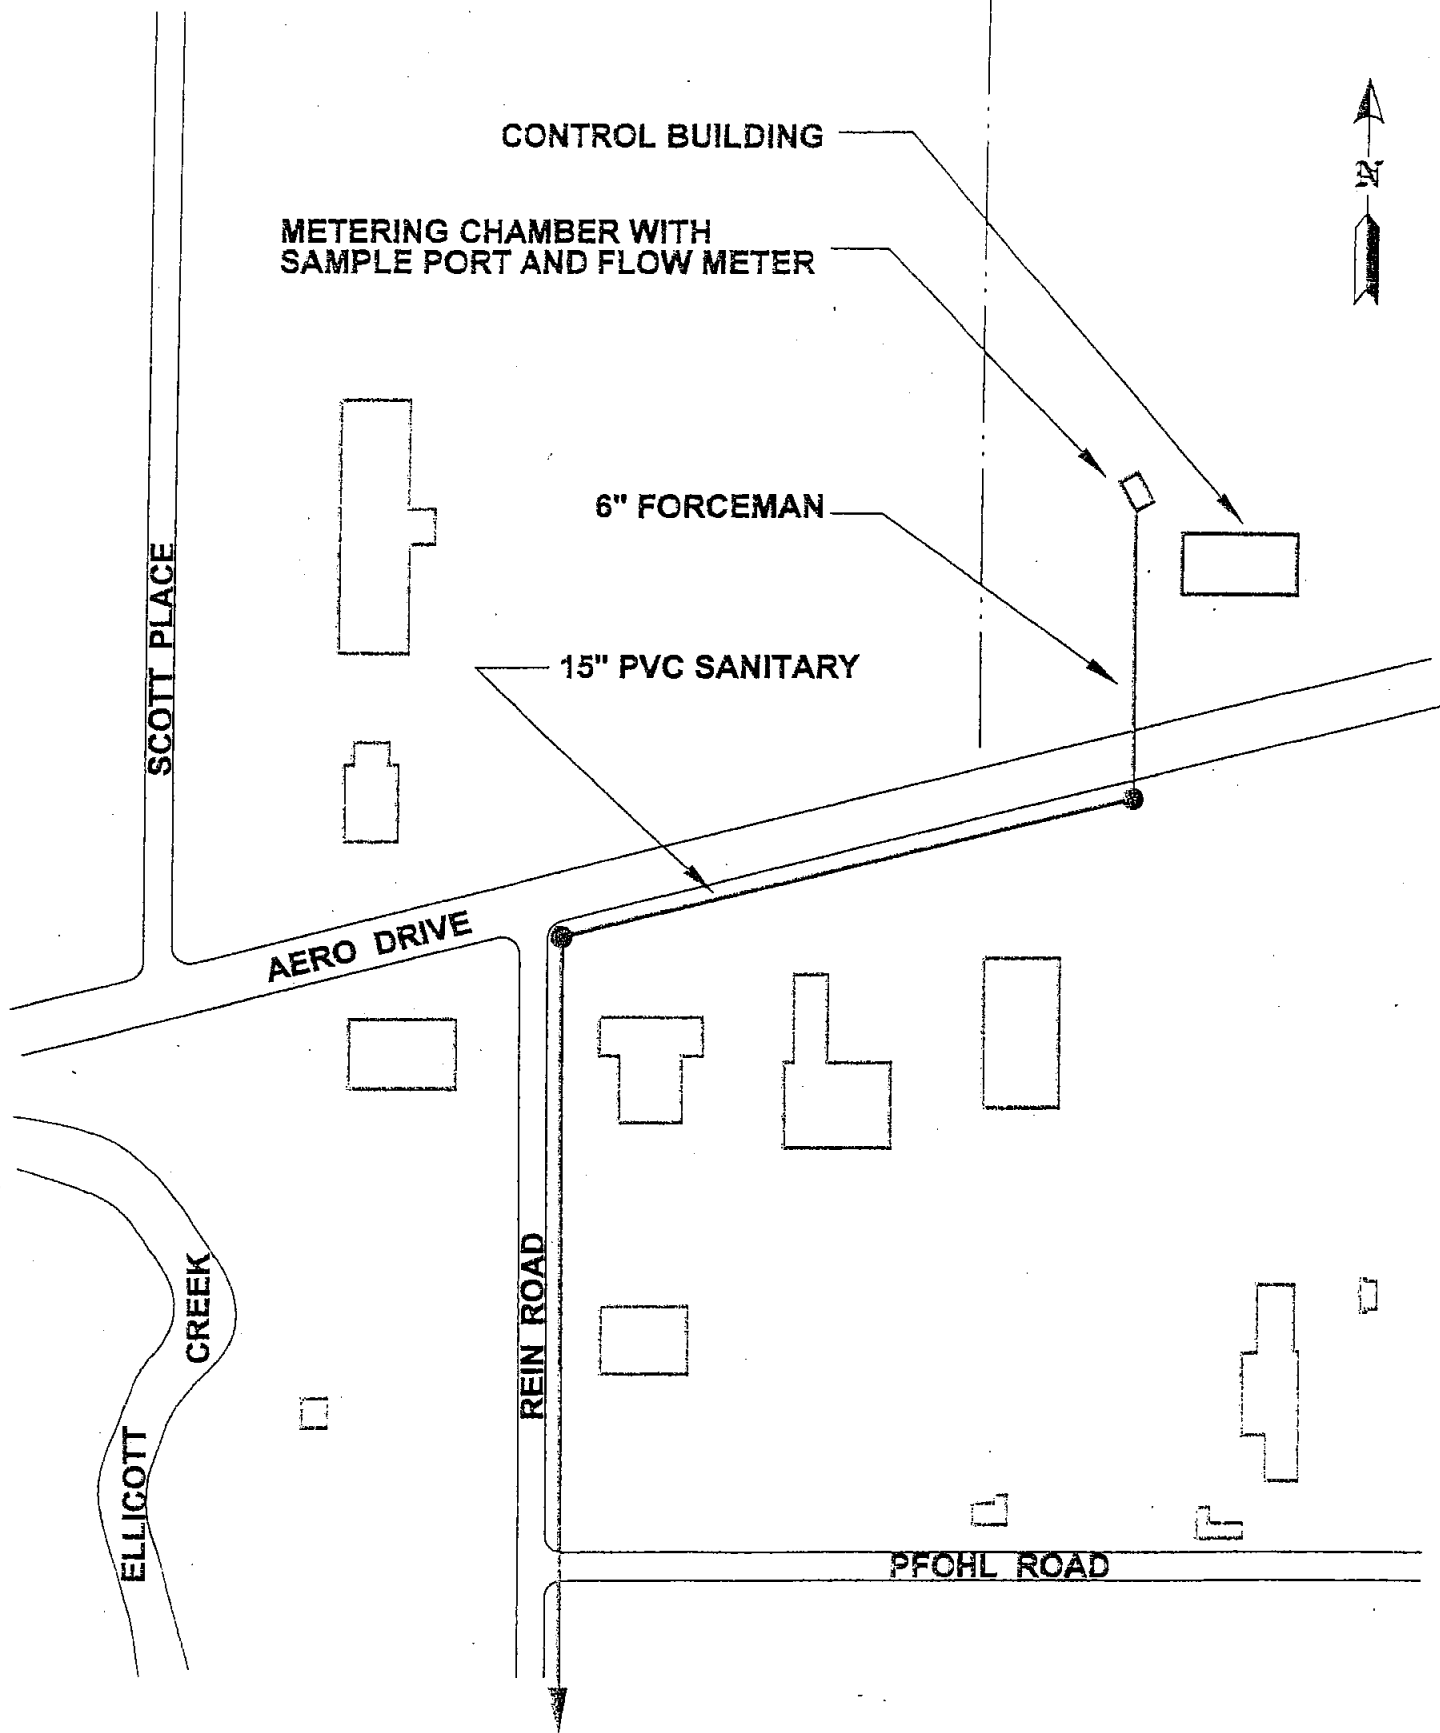 CONTROL BUILDING
METERING CHAMBER WITH
SAMPLE PORT AND FLOW METER
N
6" FORCEMAN
15" PVC SANITARY
SCOTT PLACE
AERO DRIVE
REIN ROAD
CREEK
ELLICOTT
PFOHL ROAD